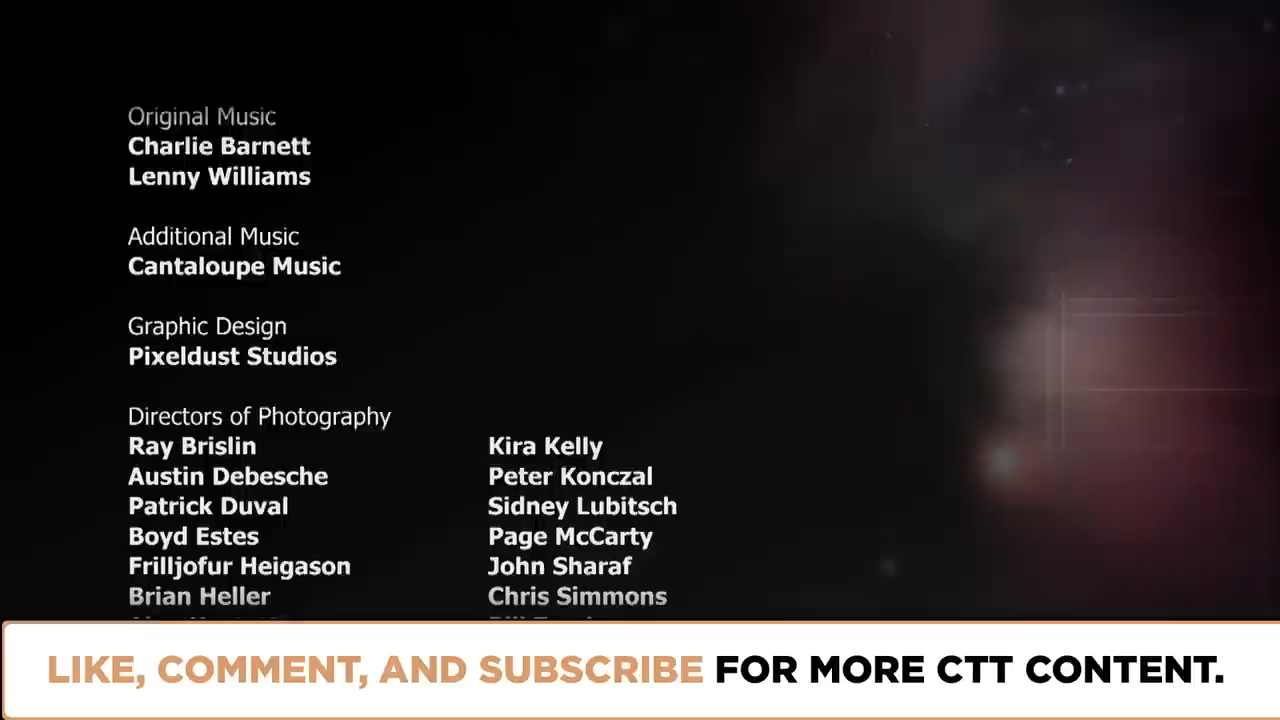 Original Music
Charlie Barnett
Lenny Williams
Additional Music
Cantaloupe Music
Graphic Design
Pixeldust Studios
Directors of Photography
Ray Brislin
Austin Debesche
Patrick Duval
Boyd Estes
Frilljofur Heigason
Brian Heller
Kira Kelly
Peter Konczal
Sidney Lubitsch
Page McCarty
John Sharaf
Chris Simmons
LIKE, COMMENT, AND SUBSCRIBE FOR MORE CTT CONTENT.